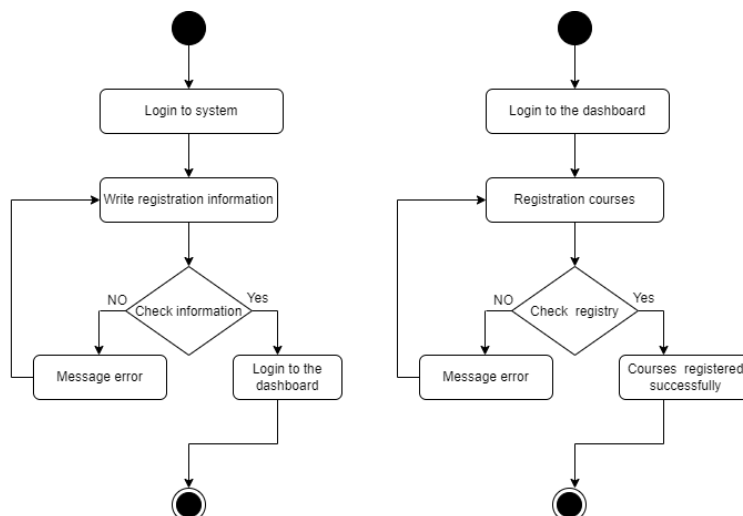 Login to system
Write registration information
Check information
NO
Yes
Message error
Login to the
dashboard
Login to the dashboard
Registration courses
Check registry
NO
Yes
Message error
Courses registered
successfully